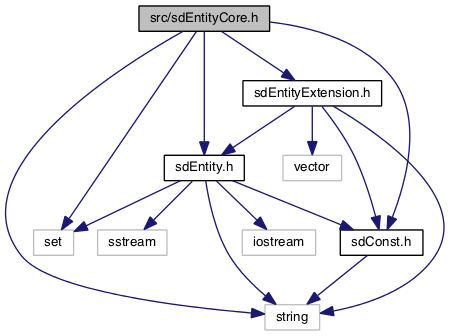 src/sdEntityCore.h
sdEntityExtension.h
sdEntity.h
vector
set
sstream
iostream
sdConst.h
string